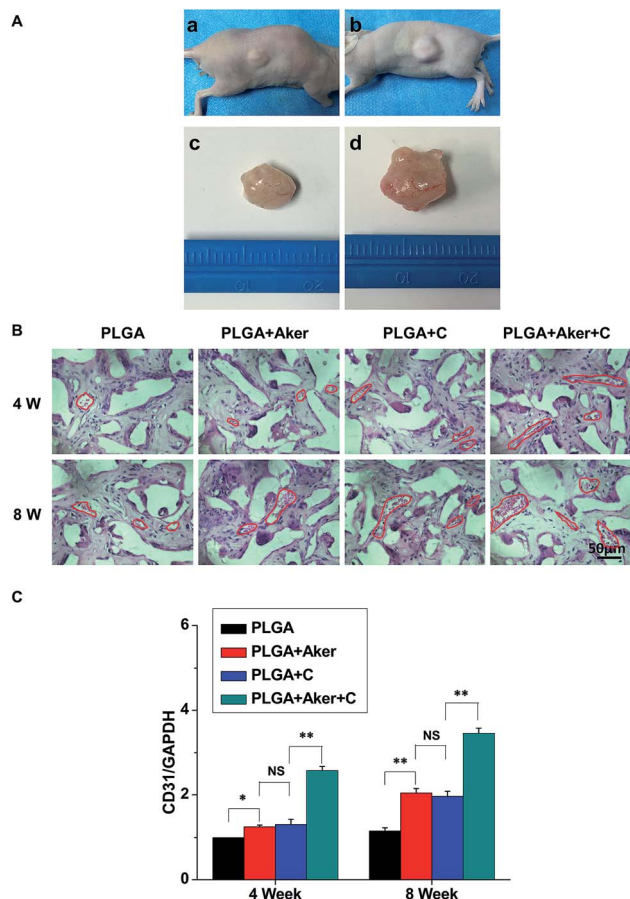 A
a
b
c
d
10
20
10
20
B
PLGA
PLGA+Aker
PLGA+C
PLGA+Aker+C
4 W
8 W
50μm
C
PLGA
PLGA+Aker
PLGA+C
PLGA+Aker+C
CD31/GAPDH
6
4
2
0
*
NS
**
**
NS
**
4 Week
8 Week